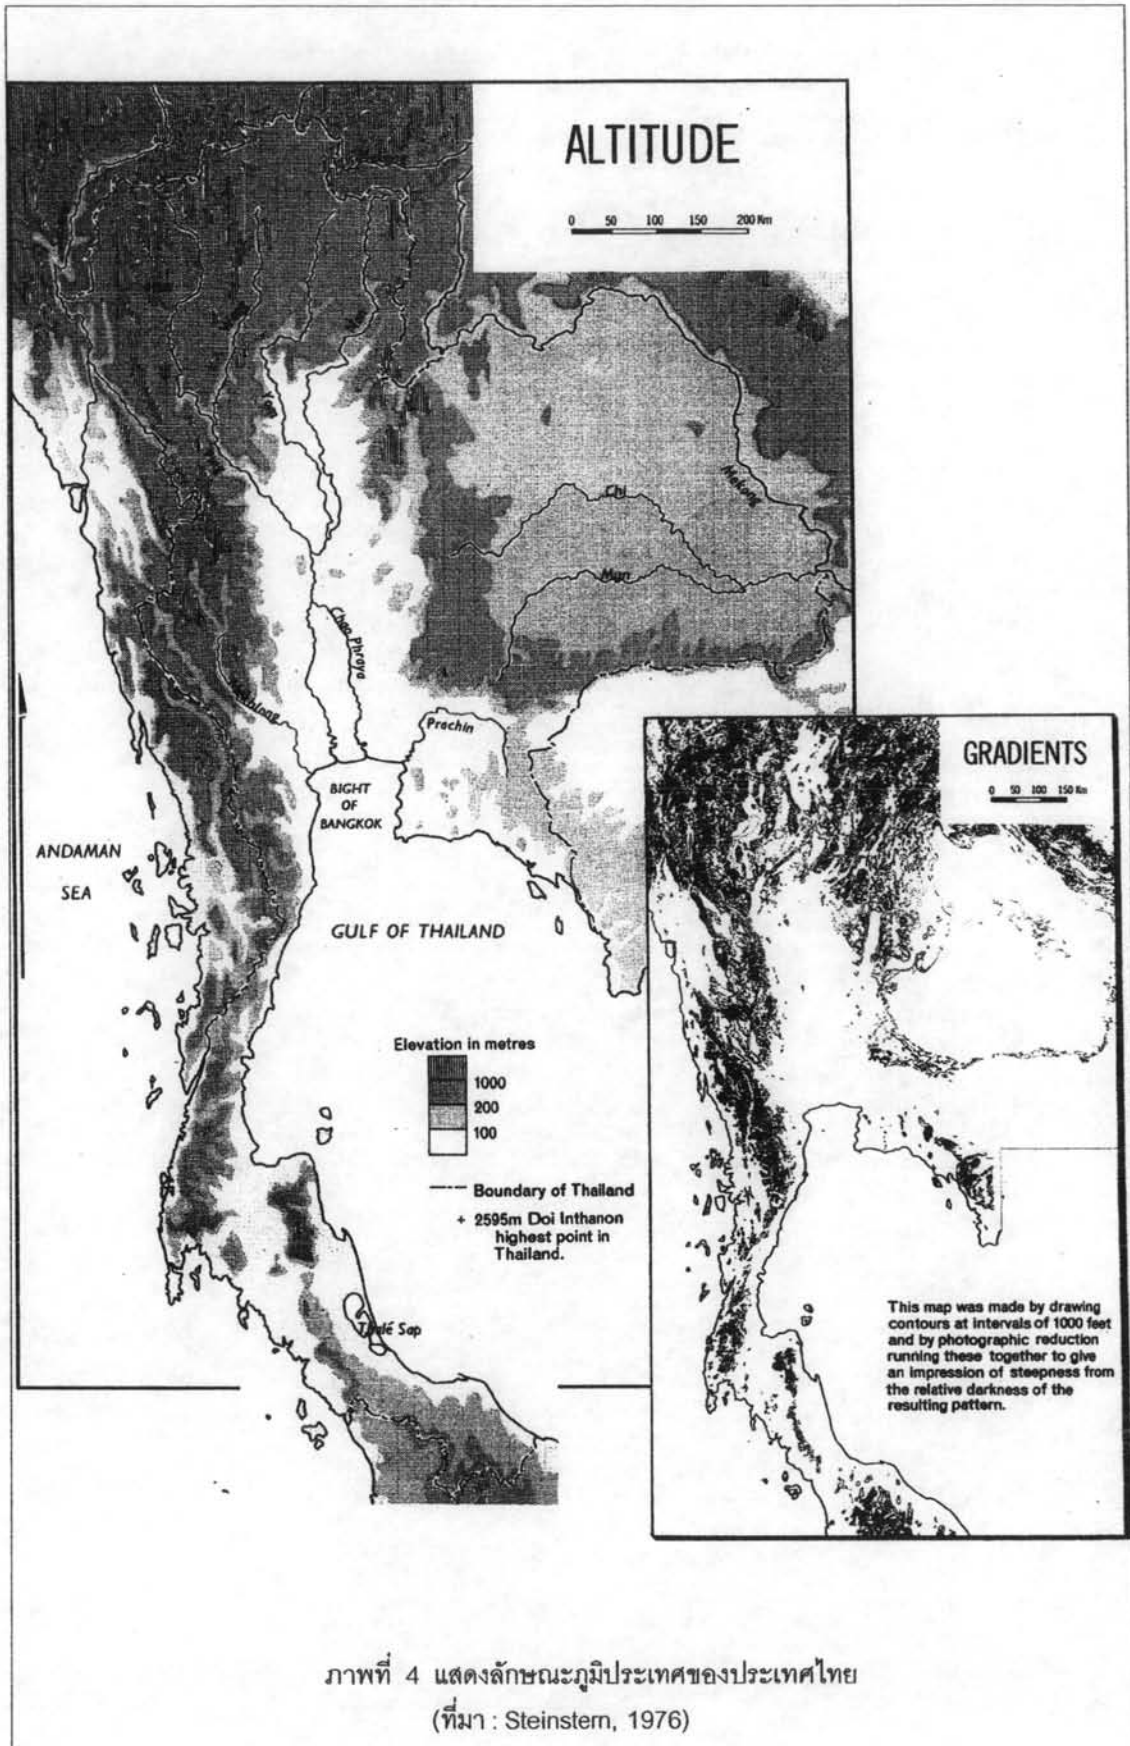 ALTITUDE
0 50 100 150 200 Km
Yom
Chi
Mekong
Mun
Chao Phraya
Prachin
BIGHT
OF
BANGKOK
ANDAMAN
SEA
GULF OF THAILAND
Elevation in metres
1000
200
100
Boundary of Thailand
+ 2595m Doi Inthanon
highest point in
Thailand.
Thalé Sap
GRADIENTS
0 50 100 150 Km
This map was made by drawing
contours at intervals of 1000 feet
and by photographic reduction
running these together to give
an impression of steepness from
the relative darkness of the
resulting pattern.
ภาพที่ 4 แสดงลักษณะภูมิประเทศของประเทศไทย
(ที่มา : Steinstern, 1976)